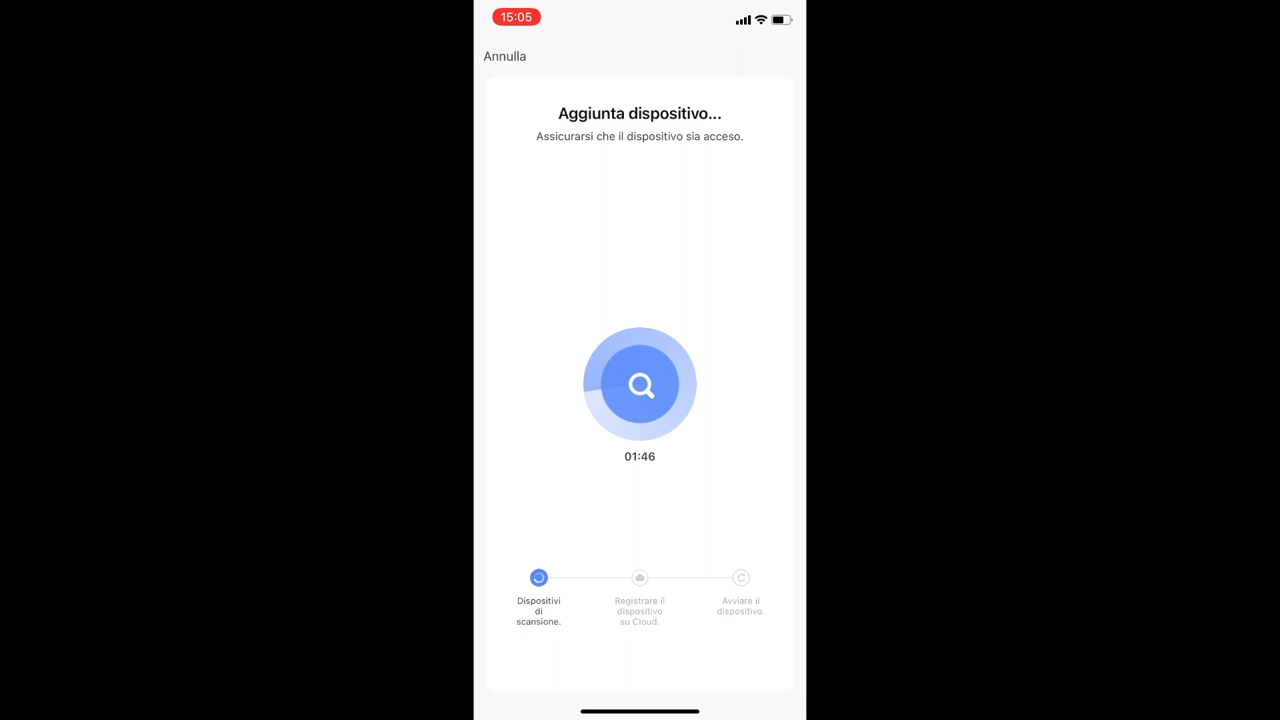 15:05
Annulla
Aggiunta dispositivo...
Assicurarsi che il dispositivo sia acceso.
01:46
Dispositivi
di
scansione.
Registrare il
dispositivo
su Cloud.
Avviare il
dispositivo.